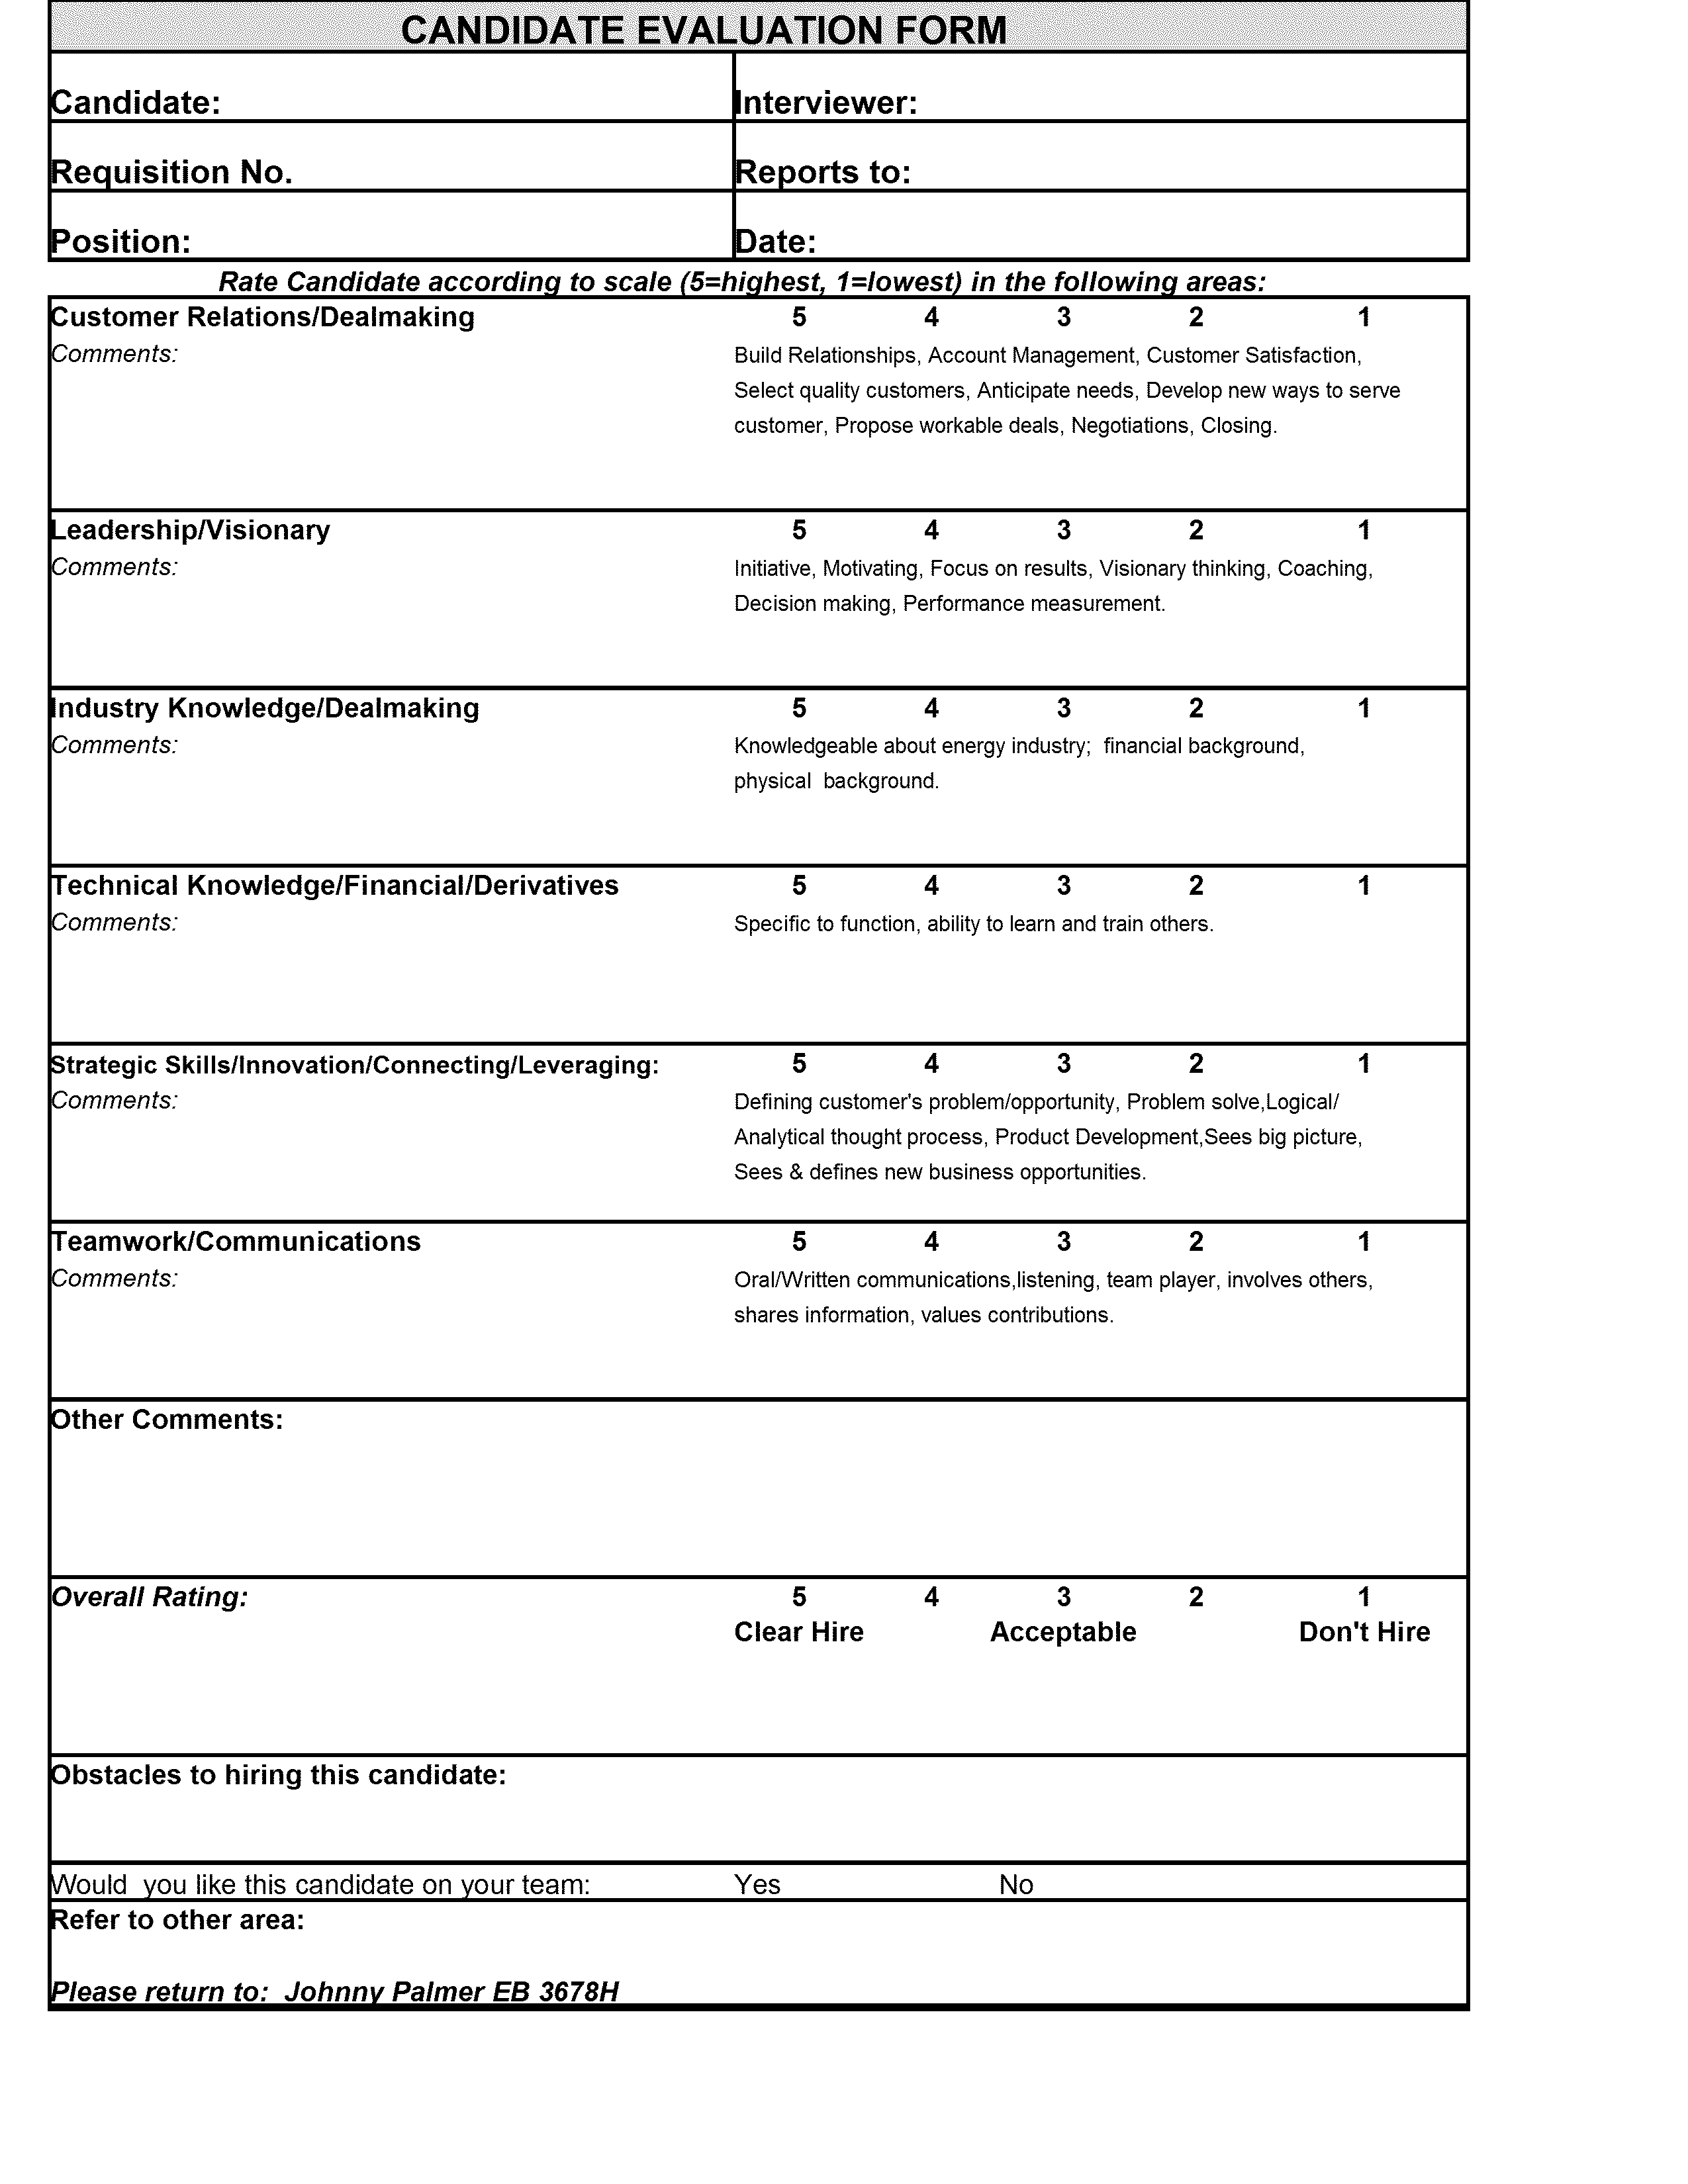 CANDIDATE EVALUATION FORM
Candidate: Interviewer:
Requisition No. Reports to:
Position: Date:
Rate Candidate according to scale (5=highest, 1=lowest) in the following areas:
Customer Relations/Dealmaking 5 4 3 2 1
Comments: Build Relationships, Account Management, Customer Satisfaction,
Select quality customers, Anticipate needs, Develop new ways to serve
customer, Propose workable deals, Negotiations, Closing.
Leadership/Visionary 5 4 3 2 1
Comments: Initiative, Motivating, Focus on results, Visionary thinking, Coaching,
Decision making, Performance measurement.
Industry Knowledge/Dealmaking 5 4 3 2 1
Comments: Knowledgeable about energy industry;  financial background,
physical  background.
Technical Knowledge/Financial/Derivatives 5 4 3 2 1
Comments: Specific to function, ability to learn and train others.
Strategic Skills/Innovation/Connecting/Leveraging: 5 4 3 2 1
Comments: Defining customer's problem/opportunity, Problem solve,Logical/
Analytical thought process, Product Development,Sees big picture,
Sees & defines new business opportunities.
Teamwork/Communications 5 4 3 2 1
Comments: Oral/Written communications,listening, team player, involves others,
shares information, values contributions.
Other Comments:
Overall Rating: 5 4 3 2 1
Clear Hire Acceptable Don't Hire
Obstacles to hiring this candidate:
Would  you like this candidate on your team: Yes No
Refer to other area:
Please return to:  Johnny Palmer EB 3678H